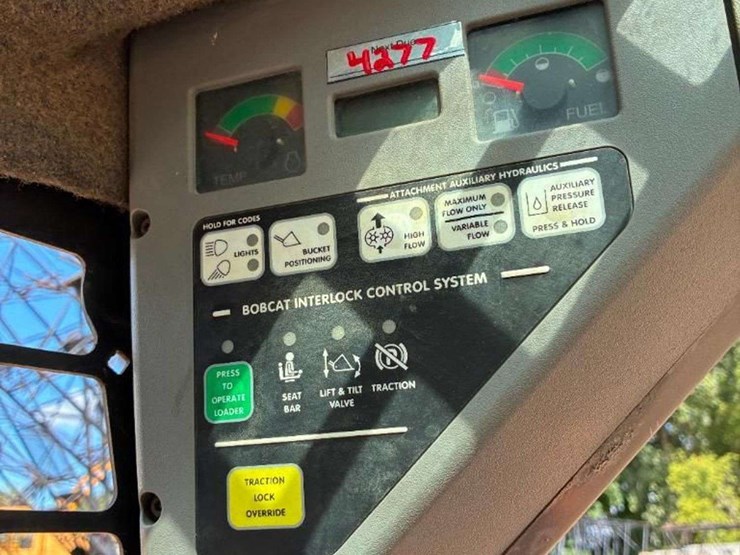 Next Due
4277
TEMP
FUEL
ATTACHMENT AUXILIARY HYDRAULICS
HOLD FOR CODES
LIGHTS
BUCKET
POSITIONING
HIGH
FLOW
MAXIMUM
FLOW ONLY
VARIABLE
FLOW
AUXILIARY
PRESSURE
RELEASE
PRESS & HOLD
BOBCAT INTERLOCK CONTROL SYSTEM
PRESS
TO
OPERATE
LOADER
SEAT
BAR
LIFT & TILT
VALVE
TRACTION
TRACTION
LOCK
OVERRIDE